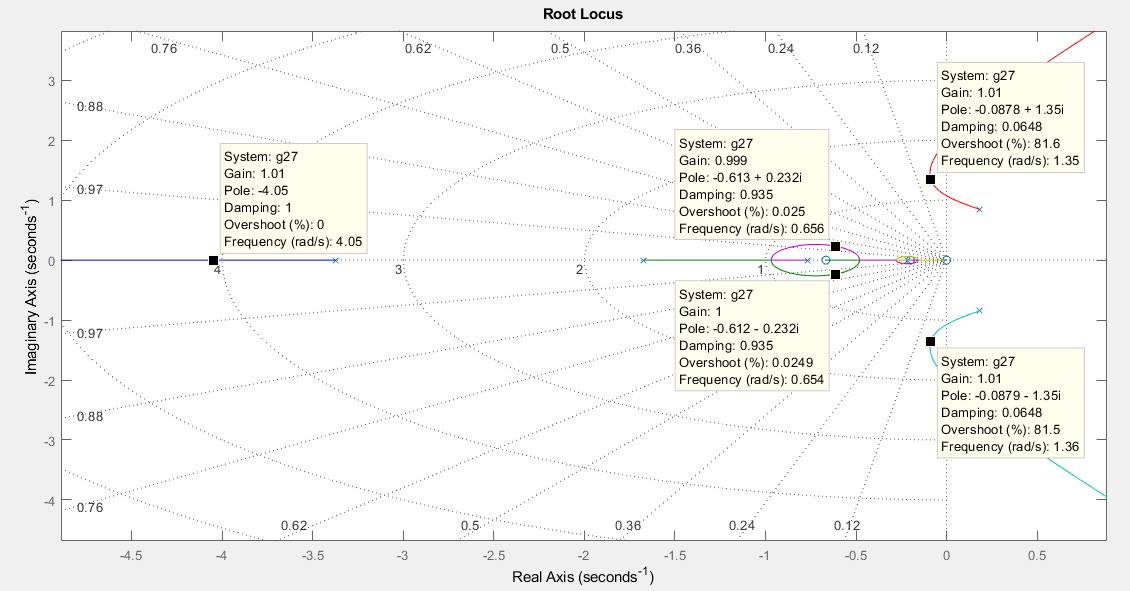 Root Locus
0.76
0.62
0.5
0.36
0.24
0.12
0.88
0.97
0.97
0.88
0.76
0.62
0.5
0.36
0.24
0.12
4
3
2
1
System: g27
Gain: 1.01
Pole: -4.05
Damping: 1
Overshoot (%): 0
Frequency (rad/s): 4.05
System: g27
Gain: 0.999
Pole: -0.613 + 0.232i
Damping: 0.935
Overshoot (%): 0.025
Frequency (rad/s): 0.656
System: g27
Gain: 1
Pole: -0.612 - 0.232i
Damping: 0.935
Overshoot (%): 0.0249
Frequency (rad/s): 0.654
System: g27
Gain: 1.01
Pole: -0.0878 + 1.35i
Damping: 0.0648
Overshoot (%): 81.6
Frequency (rad/s): 1.35
System: g27
Gain: 1.01
Pole: -0.0879 - 1.35i
Damping: 0.0648
Overshoot (%): 81.5
Frequency (rad/s): 1.36
Imaginary Axis (seconds⁻¹)
3
2
1
0
-1
-2
-3
-4
-4.5
-4
-3.5
-3
-2.5
-2
-1.5
-1
-0.5
0
0.5
Real Axis (seconds⁻¹)